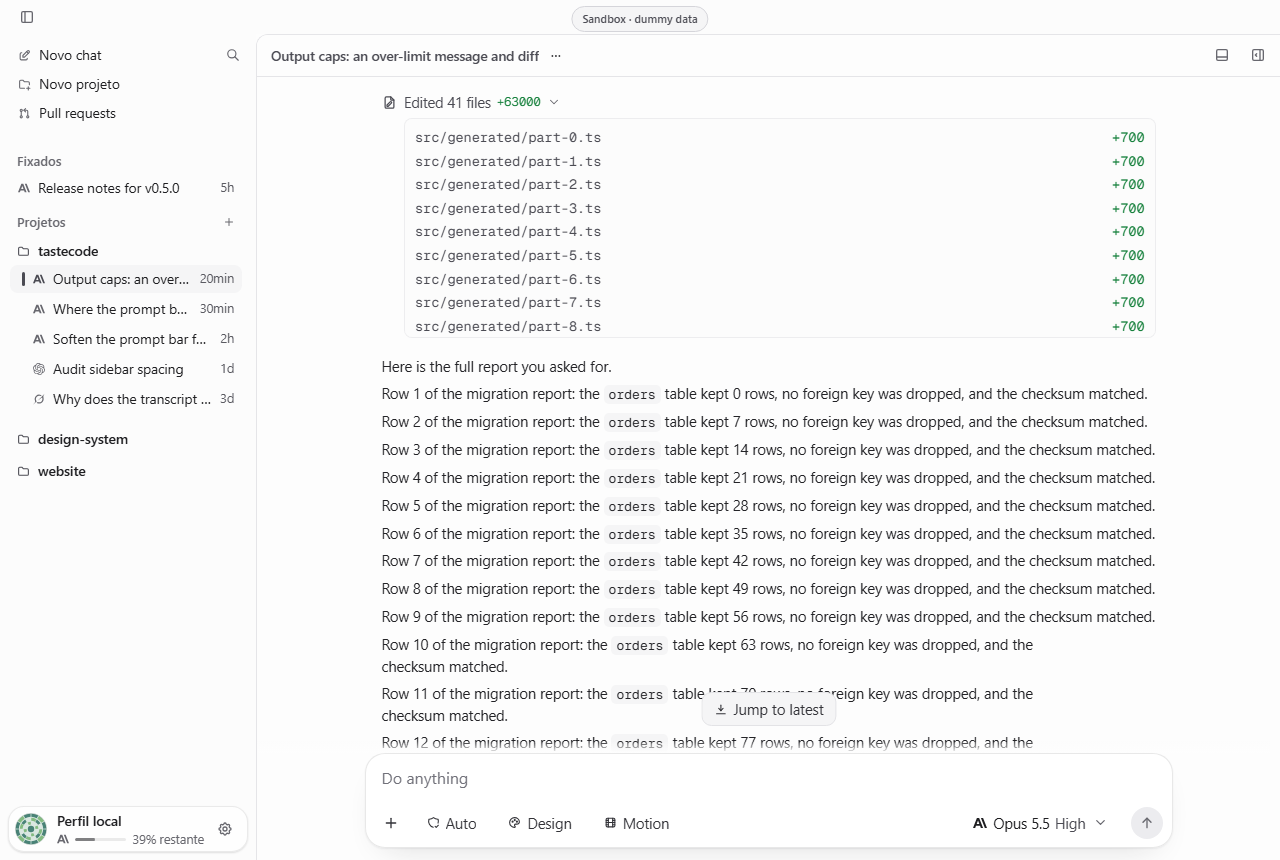 Sandbox · dummy data
Novo chat
Novo projeto
Pull requests
Fixados
Release notes for v0.5.0 5h
Projetos
tastecode
Output caps: an over... 20min
Where the prompt b... 30min
Soften the prompt bar f... 2h
Audit sidebar spacing 1d
Why does the transcript ... 3d
design-system
website
Perfil local
39% restante
Output caps: an over-limit message and diff ...
Edited 41 files +63000
src/generated/part-0.ts +700
src/generated/part-1.ts +700
src/generated/part-2.ts +700
src/generated/part-3.ts +700
src/generated/part-4.ts +700
src/generated/part-5.ts +700
src/generated/part-6.ts +700
src/generated/part-7.ts +700
src/generated/part-8.ts +700
Here is the full report you asked for.
Row 1 of the migration report: the orders table kept 0 rows, no foreign key was dropped, and the checksum matched.
Row 2 of the migration report: the orders table kept 7 rows, no foreign key was dropped, and the checksum matched.
Row 3 of the migration report: the orders table kept 14 rows, no foreign key was dropped, and the checksum matched.
Row 4 of the migration report: the orders table kept 21 rows, no foreign key was dropped, and the checksum matched.
Row 5 of the migration report: the orders table kept 28 rows, no foreign key was dropped, and the checksum matched.
Row 6 of the migration report: the orders table kept 35 rows, no foreign key was dropped, and the checksum matched.
Row 7 of the migration report: the orders table kept 42 rows, no foreign key was dropped, and the checksum matched.
Row 8 of the migration report: the orders table kept 49 rows, no foreign key was dropped, and the checksum matched.
Row 9 of the migration report: the orders table kept 56 rows, no foreign key was dropped, and the checksum matched.
Row 10 of the migration report: the orders table kept 63 rows, no foreign key was dropped, and the
checksum matched.
Row 11 of the migration report: the orders table foreign key was dropped, and the
checksum matched.
Jump to latest
Row 12 of the migration report: the orders table kept 77 rows, no foreign key was dropped, and the
Do anything
Auto
Design
Motion
Opus 5.5 High